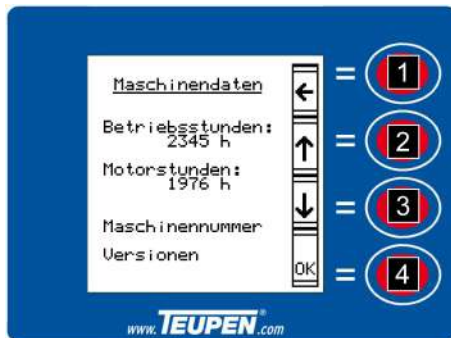 Maschinendaten
←
= 1
Betriebsstunden:
2345 h
↑
= 2
Motorstunden:
1976 h
↓
= 3
Maschinennummer
Versionen
OK
= 4
www.TEUPEN®.com